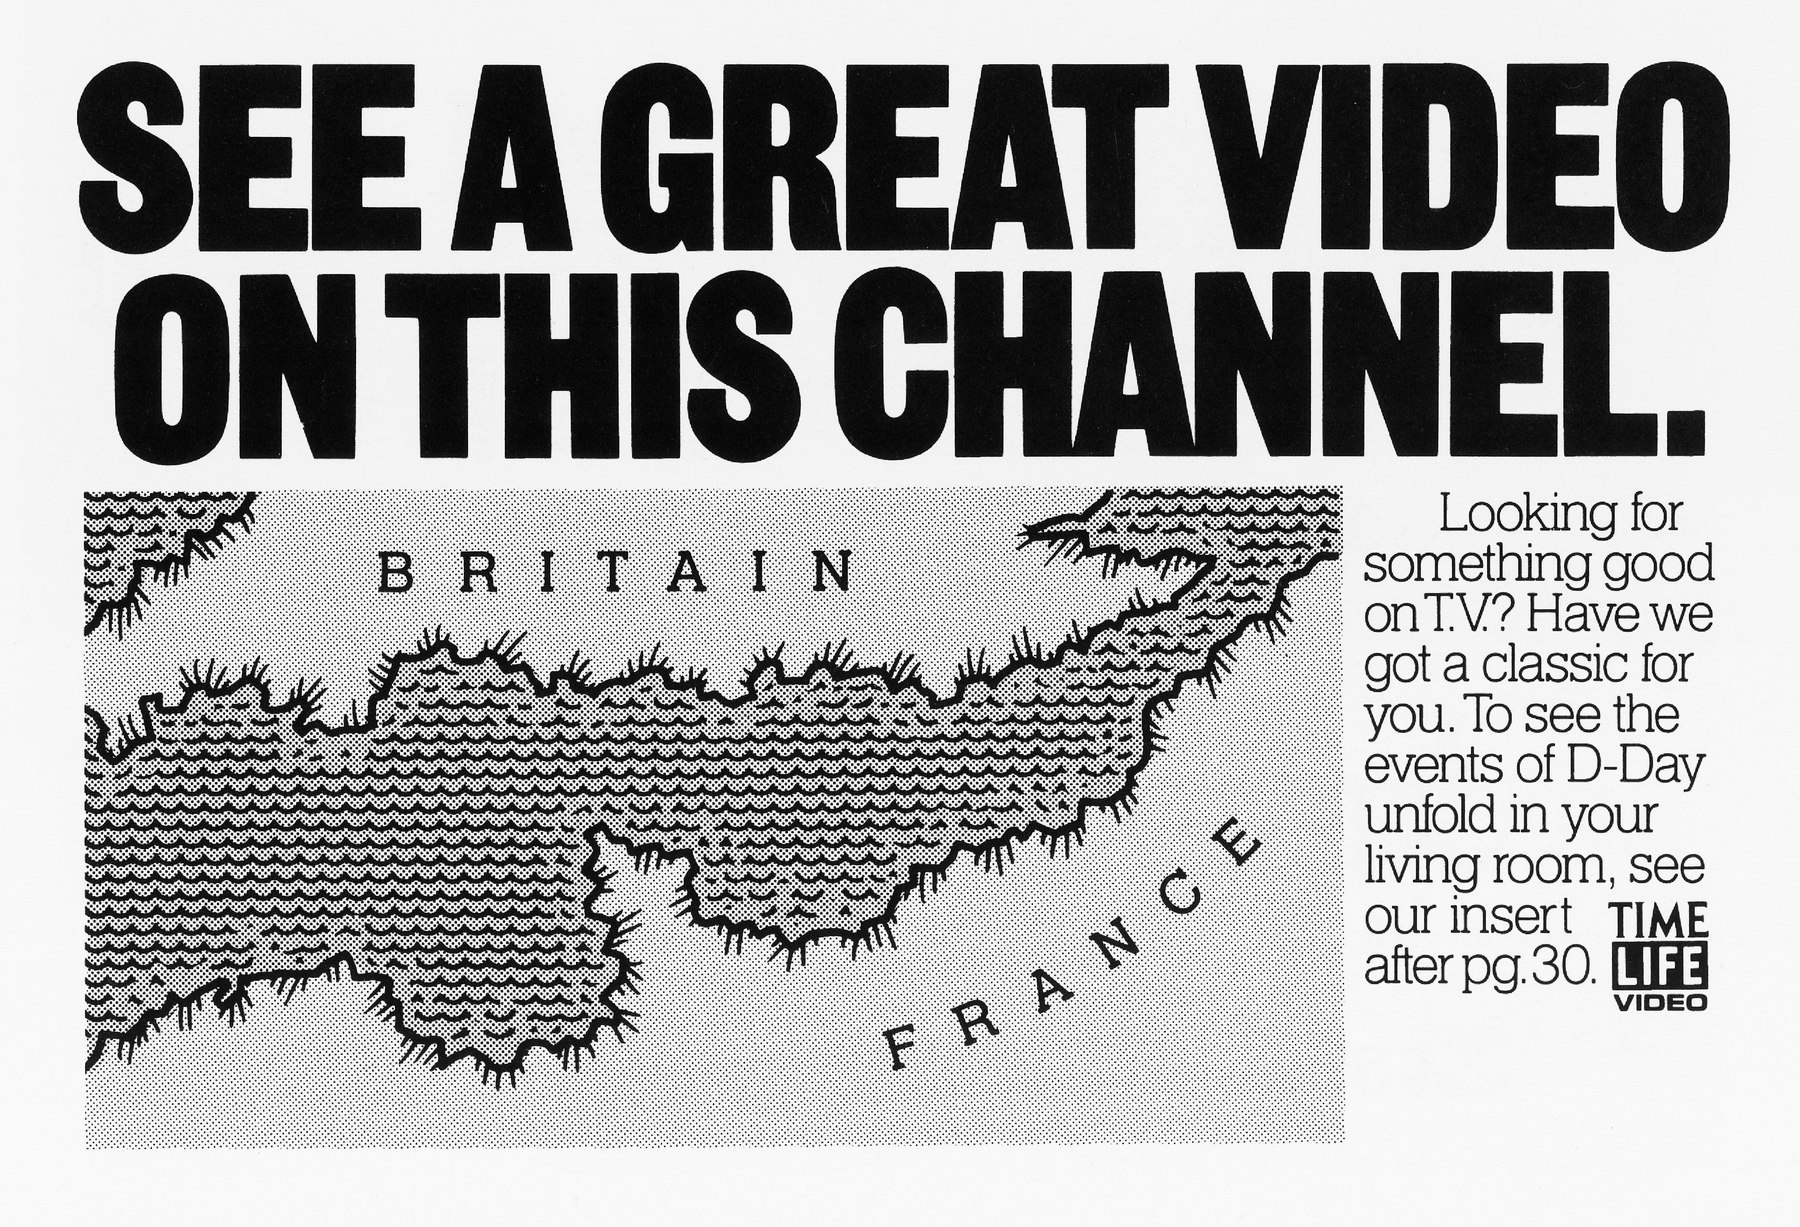 SEE A GREAT VIDEO
ON THIS CHANNEL.
BRITAIN
FRANCE
Looking for
something good
on T.V.? Have we
got a classic for
you. To see the
events of D-Day
unfold in your
living room, see
our insert
after pg. 30.
TIME
LIFE
VIDEO